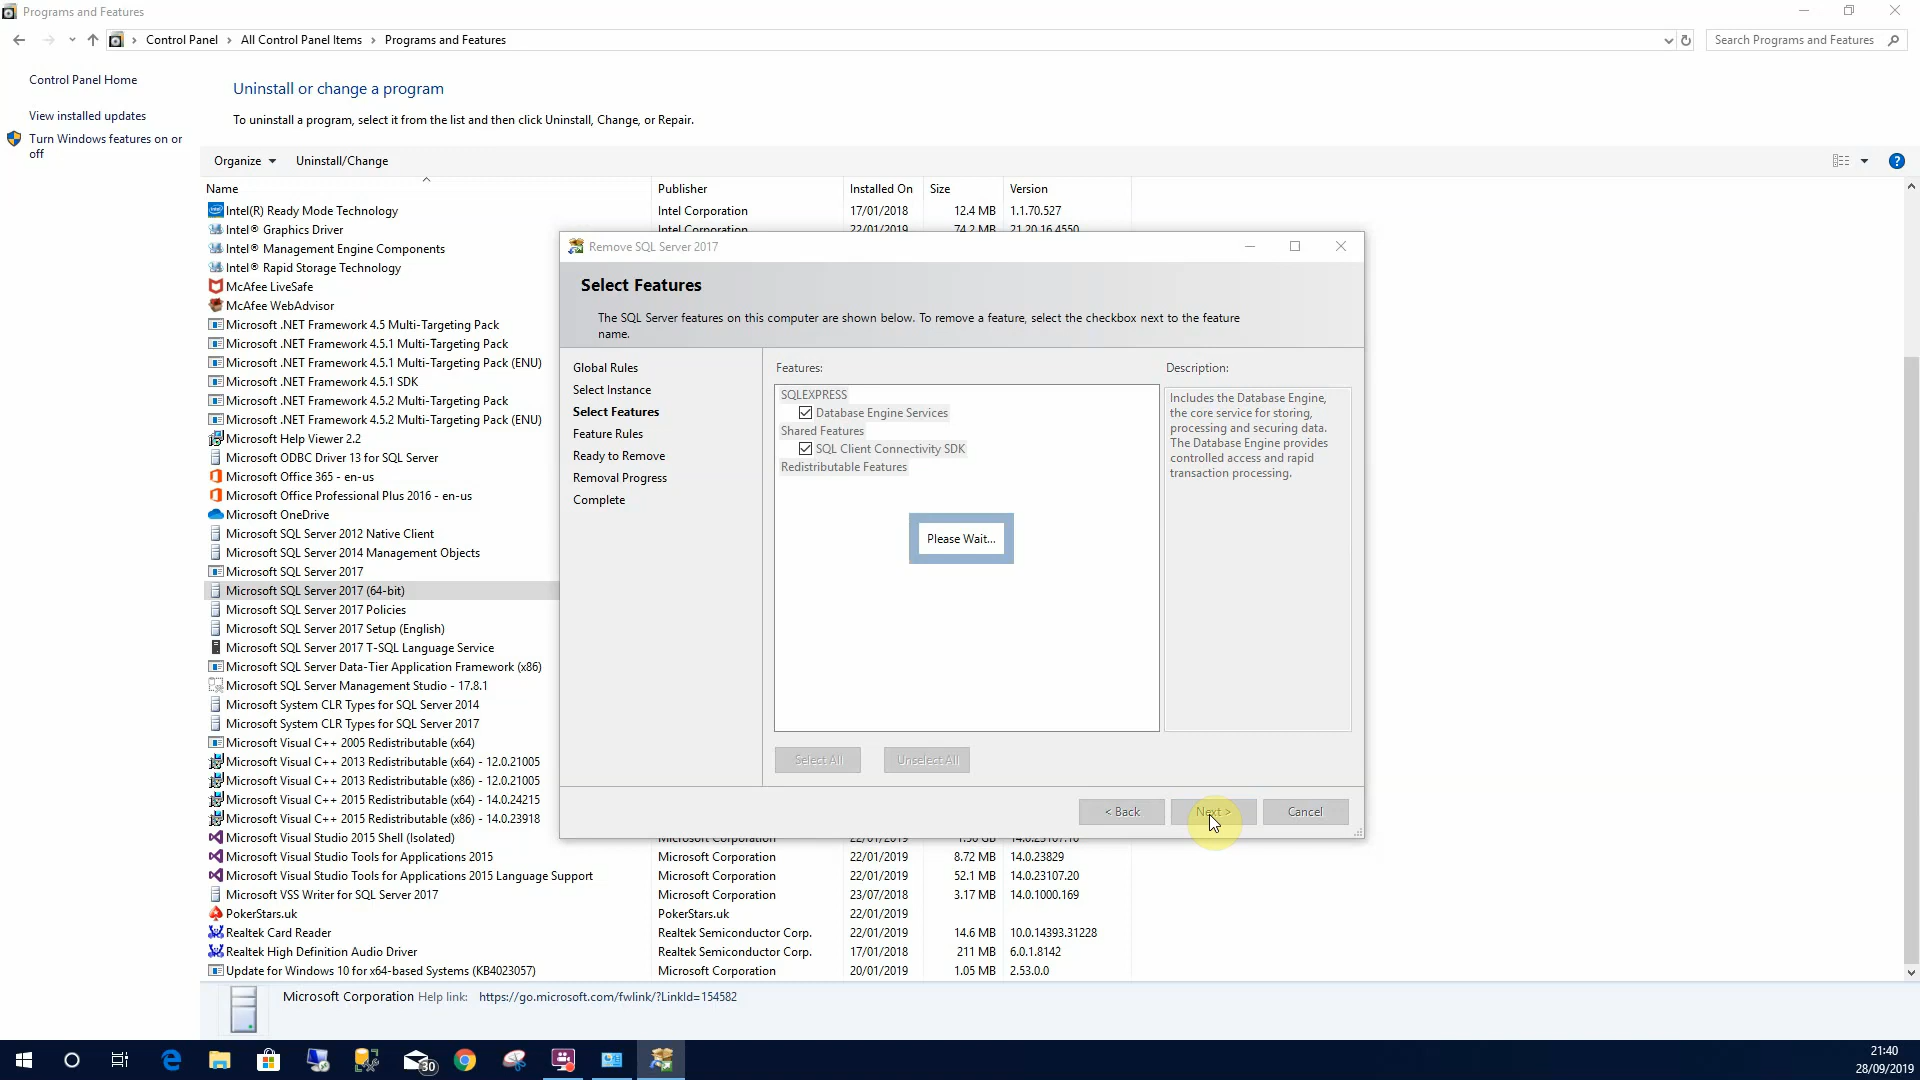 Programs and Features
Control Panel > All Control Panel Items > Programs and Features
Search Programs and Features
Control Panel Home
View installed updates
Turn Windows features on or
off
Uninstall or change a program
To uninstall a program, select it from the list and then click Uninstall, Change, or Repair.
Organize Uninstall/Change
Name Publisher Installed On Size Version
Intel(R) Ready Mode Technology Intel Corporation 17/01/2018 12.4 MB 1.1.70.527
Intel® Graphics Driver Intel Corporation 22/01/2019 74.2 MB 21.20.16.4550
Intel® Management Engine Components
Intel® Rapid Storage Technology
McAfee LiveSafe
McAfee WebAdvisor
Microsoft .NET Framework 4.5 Multi-Targeting Pack
Microsoft .NET Framework 4.5.1 Multi-Targeting Pack
Microsoft .NET Framework 4.5.1 Multi-Targeting Pack (ENU)
Microsoft .NET Framework 4.5.1 SDK
Microsoft .NET Framework 4.5.2 Multi-Targeting Pack
Microsoft .NET Framework 4.5.2 Multi-Targeting Pack (ENU)
Microsoft Help Viewer 2.2
Microsoft ODBC Driver 13 for SQL Server
Microsoft Office 365 - en-us
Microsoft Office Professional Plus 2016 - en-us
Microsoft OneDrive
Microsoft SQL Server 2012 Native Client
Microsoft SQL Server 2014 Management Objects
Microsoft SQL Server 2017
Microsoft SQL Server 2017 (64-bit)
Microsoft SQL Server 2017 Policies
Microsoft SQL Server 2017 Setup (English)
Microsoft SQL Server 2017 T-SQL Language Service
Microsoft SQL Server Data-Tier Application Framework (x86)
Microsoft SQL Server Management Studio - 17.8.1
Microsoft System CLR Types for SQL Server 2014
Microsoft System CLR Types for SQL Server 2017
Microsoft Visual C++ 2005 Redistributable (x64)
Microsoft Visual C++ 2013 Redistributable (x64) - 12.0.21005
Microsoft Visual C++ 2013 Redistributable (x86) - 12.0.21005
Microsoft Visual C++ 2015 Redistributable (x64) - 14.0.24215
Microsoft Visual C++ 2015 Redistributable (x86) - 14.0.23918
Microsoft Visual Studio 2015 Shell (Isolated) Microsoft Corporation 22/01/2019 14.0.23107.10
Microsoft Visual Studio Tools for Applications 2015 Microsoft Corporation 22/01/2019 8.72 MB 14.0.23829
Microsoft Visual Studio Tools for Applications 2015 Language Support Microsoft Corporation 22/01/2019 52.1 MB 14.0.23107.20
Microsoft VSS Writer for SQL Server 2017 Microsoft Corporation 23/07/2018 3.17 MB 14.0.1000.169
PokerStars.uk PokerStars.uk 22/01/2019
Realtek Card Reader Realtek Semiconductor Corp. 22/01/2019 14.6 MB 10.0.14393.31228
Realtek High Definition Audio Driver Realtek Semiconductor Corp. 17/01/2018 211 MB 6.0.1.8142
Update for Windows 10 for x64-based Systems (KB4023057) Microsoft Corporation 20/01/2019 1.05 MB 2.53.0.0
Microsoft Corporation Help link: https://go.microsoft.com/fwlink/?LinkId=154582
Remove SQL Server 2017
Select Features
The SQL Server features on this computer are shown below. To remove a feature, select the checkbox next to the feature
name.
Global Rules
Select Instance
Select Features
Feature Rules
Ready to Remove
Removal Progress
Complete
Features:
SQLEXPRESS
Database Engine Services
Shared Features
SQL Client Connectivity SDK
Redistributable Features
Please Wait...
Description:
Includes the Database Engine,
the core service for storing,
processing and securing data.
The Database Engine provides
controlled access and rapid
transaction processing.
Select All Unselect All
< Back Next > Cancel
30
21:40
28/09/2019